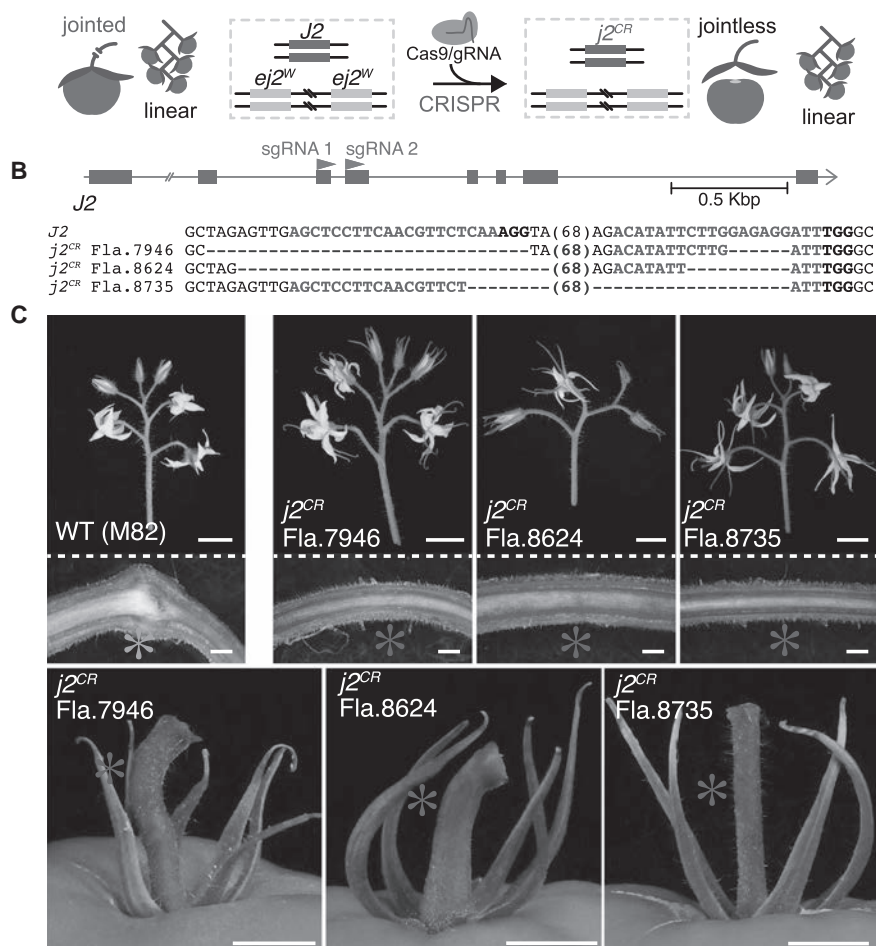 jointed
linear
J2
ej2W ej2W
Cas9/gRNA
CRISPR
j2CR
jointless
linear
B
sgRNA 1 sgRNA 2
J2
0.5 Kbp
J2 GCTAGAGTTGAGCTCCTTCAACGTTCTCAAAGGTA(68)AGACATATTCTTGGAGAGGATTTGGGC
j2CR Fla.7946 GC-------------------------------TA(68)AGACATATTCTTG------ATTTGGGC
j2CR Fla.8624 GCTAG------------------------------(68)AGACATATT----------ATTTGGGC
j2CR Fla.8735 GCTAGAGTTGAGCTCCTTCAACGTTCT--------(68)-------------------ATTTGGGC
C
WT (M82)
j2CR
Fla.7946
j2CR
Fla.8624
j2CR
Fla.8735
j2CR
Fla.7946
j2CR
Fla.8624
j2CR
Fla.8735